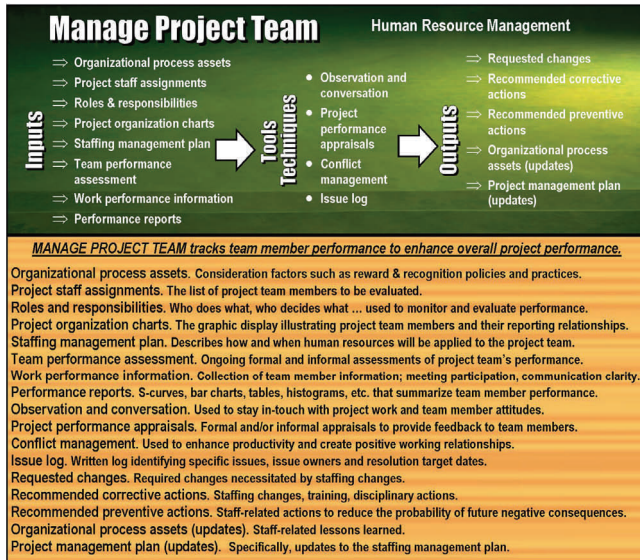 Manage Project Team
Human Resource Management
Inputs
⇒ Organizational process assets
⇒ Project staff assignments
⇒ Roles & responsibilities
⇒ Project organization charts
⇒ Staffing management plan
⇒ Team performance
assessment
⇒ Work performance information
⇒ Performance reports
Tools
Techniques
• Observation and
conversation
• Project
performance
appraisals
• Conflict
management
• Issue log
Outputs
⇒ Requested changes
⇒ Recommended corrective
actions
⇒ Recommended preventive
actions
⇒ Organizational process
assets (updates)
⇒ Project management plan
(updates)
MANAGE PROJECT TEAM tracks team member performance to enhance overall project performance.
Organizational process assets. Consideration factors such as reward & recognition policies and practices.
Project staff assignments. The list of project team members to be evaluated.
Roles and responsibilities. Who does what, who decides what ... used to monitor and evaluate performance.
Project organization charts. The graphic display illustrating project team members and their reporting relationships.
Staffing management plan. Describes how and when human resources will be applied to the project team.
Team performance assessment. Ongoing formal and informal assessments of project team's performance.
Work performance information. Collection of team member information; meeting participation, communication clarity.
Performance reports. S-curves, bar charts, tables, histograms, etc. that summarize team member performance.
Observation and conversation. Used to stay in-touch with project work and team member attitudes.
Project performance appraisals. Formal and/or informal appraisals to provide feedback to team members.
Conflict management. Used to enhance productivity and create positive working relationships.
Issue log. Written log identifying specific issues, issue owners and resolution target dates.
Requested changes. Required changes necessitated by staffing changes.
Recommended corrective actions. Staffing changes, training, disciplinary actions.
Recommended preventive actions. Staff-related actions to reduce the probability of future negative consequences.
Organizational process assets (updates). Staff-related lessons learned.
Project management plan (updates). Specifically, updates to the staffing management plan.